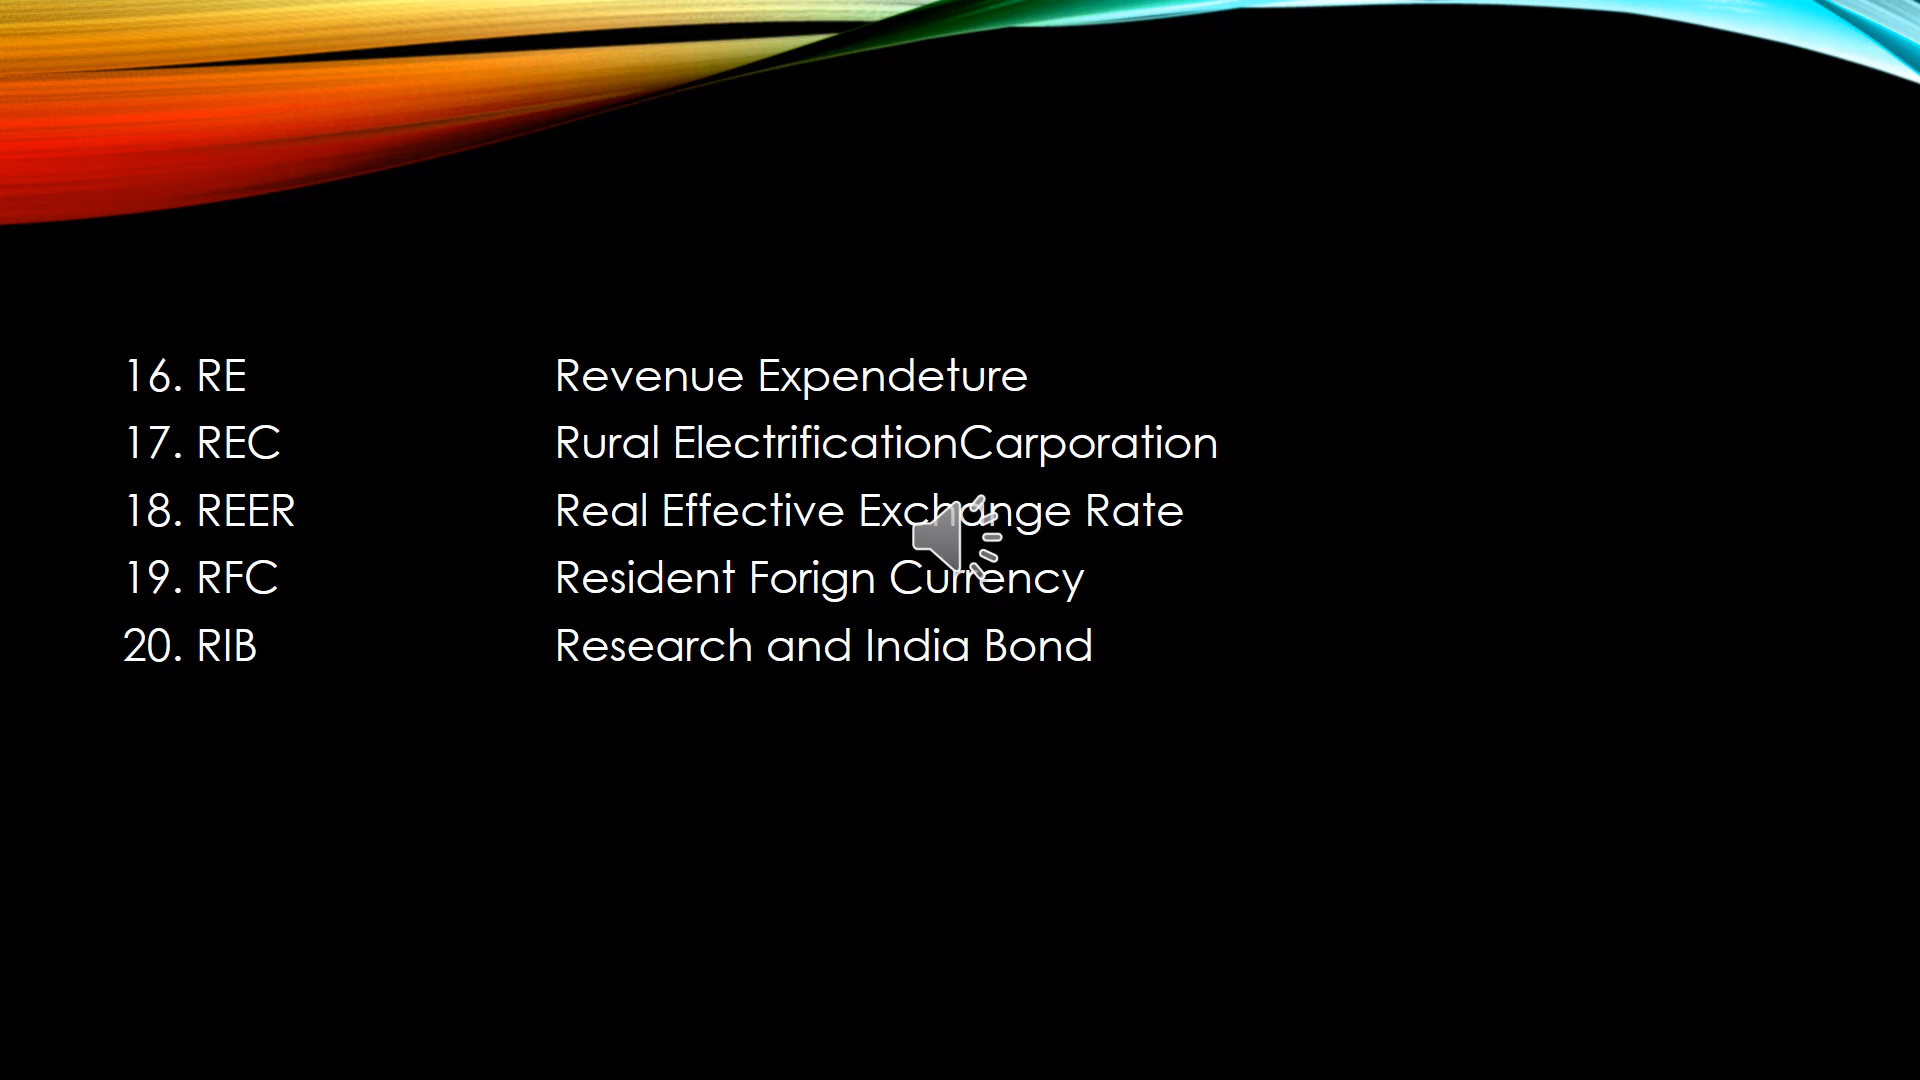 16. RE Revenue Expendeture
17. REC Rural ElectrificationCarporation
18. REER Real Effective Exchange Rate
19. RFC Resident Forign Currency
20. RIB Research and India Bond